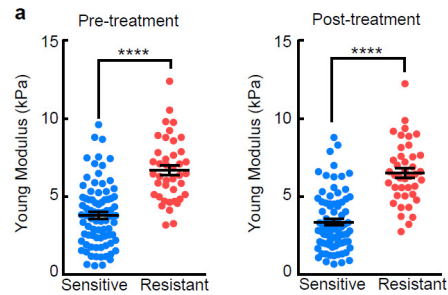 a
Pre-treatment
Young Modulus (kPa)
15
10
5
0
****
Sensitive Resistant
Post-treatment
Young Modulus (kPa)
15
10
5
0
****
Sensitive Resistant